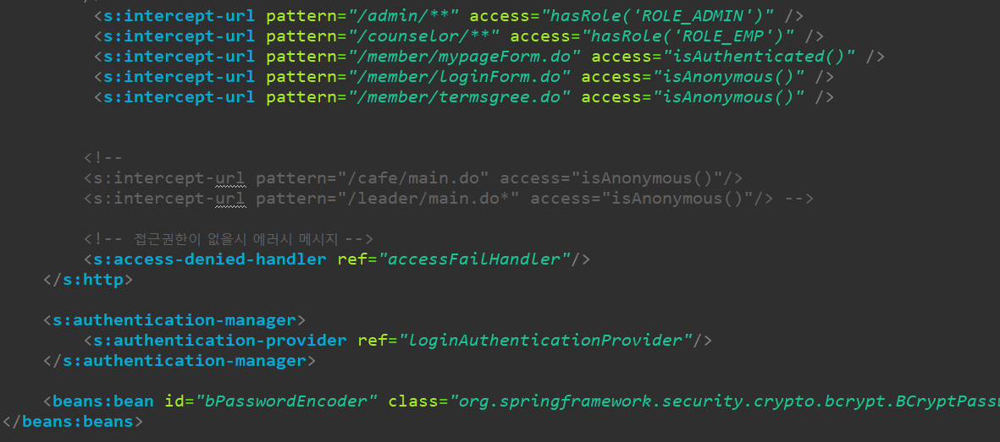 <s:intercept-url pattern="/admin/**" access="hasRole('ROLE_ADMIN')" />
<s:intercept-url pattern="/counselor/**" access="hasRole('ROLE_EMP')" />
<s:intercept-url pattern="/member/mypageForm.do" access="isAuthenticated()" />
<s:intercept-url pattern="/member/loginForm.do" access="isAnonymous()" />
<s:intercept-url pattern="/member/termsgree.do" access="isAnonymous()" />
<!--
<s:intercept-url pattern="/cafe/main.do" access="isAnonymous()"/>
<s:intercept-url pattern="/leader/main.do*" access="isAnonymous()"/> -->
<!-- 접근권한이 없을시 에러시 메시지 -->
<s:access-denied-handler ref="accessFailHandler"/>
</s:http>
<s:authentication-manager>
<s:authentication-provider ref="loginAuthenticationProvider"/>
</s:authentication-manager>
<beans:bean id="bPasswordEncoder" class="org.springframework.security.crypto.bcrypt.BCryptPass
</beans:beans>